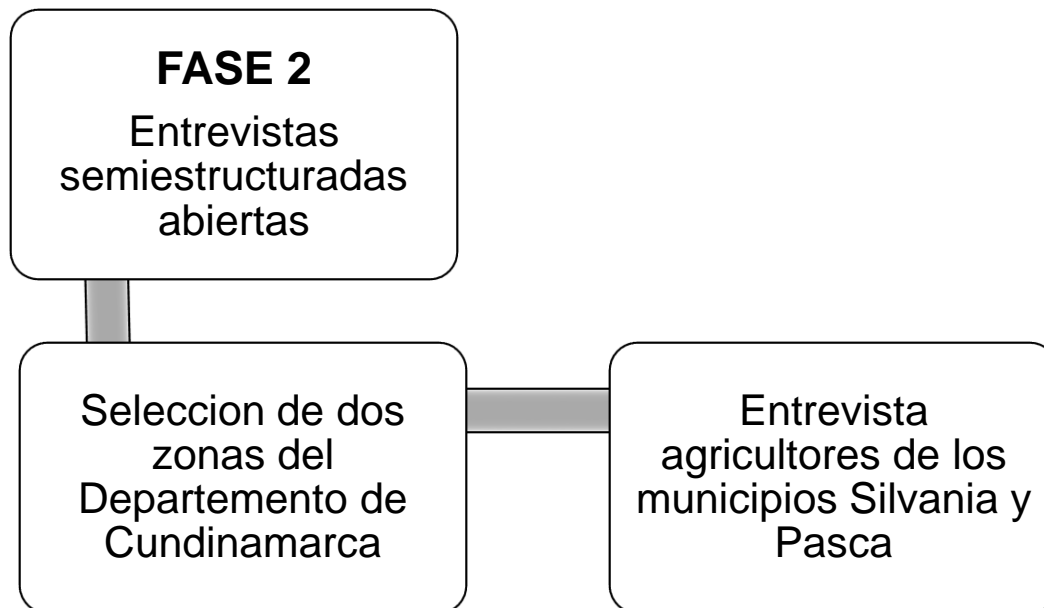 FASE 2
Entrevistas
semiestructuradas
abiertas
Seleccion de dos
zonas del
Departemento de
Cundinamarca
Entrevista
agricultores de los
municipios Silvania y
Pasca